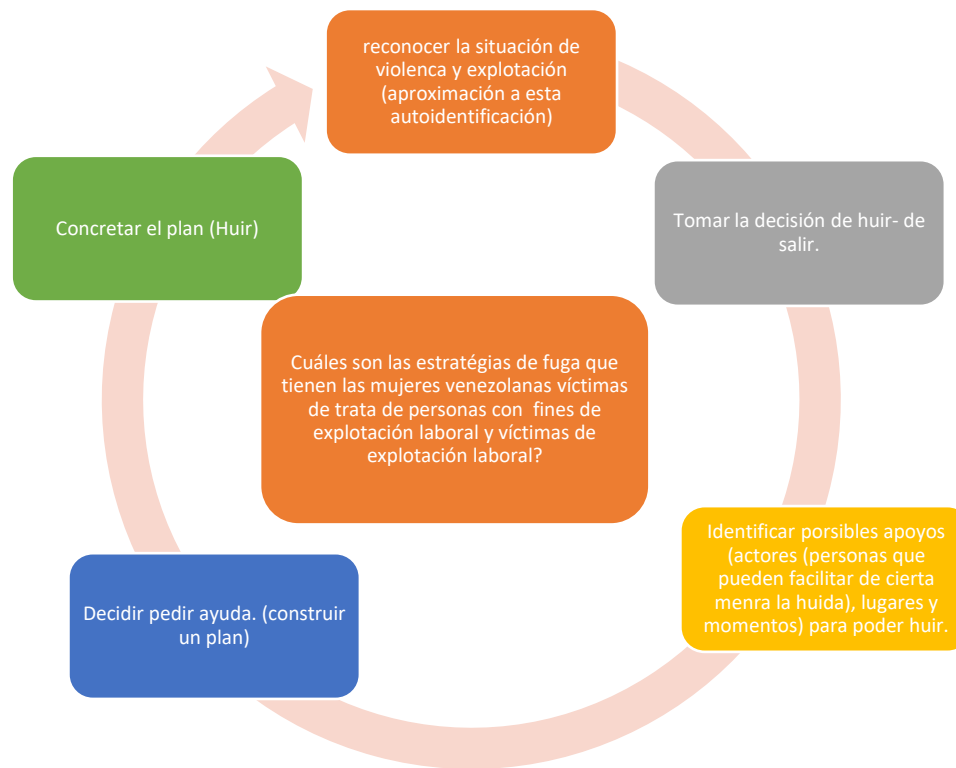 reconocer la situación de
violenca y explotación
(aproximación a esta
autoidentificación)
Tomar la decisión de huir- de
salir.
Identificar porsibles apoyos
(actores (personas que
pueden facilitar de cierta
menra la huida), lugares y
momentos) para poder huir.
Decidir pedir ayuda. (construir
un plan)
Concretar el plan (Huir)
Cuáles son las estratégias de fuga que
tienen las mujeres venezolanas víctimas
de trata de personas con fines de
explotación laboral y víctimas de
explotación laboral?